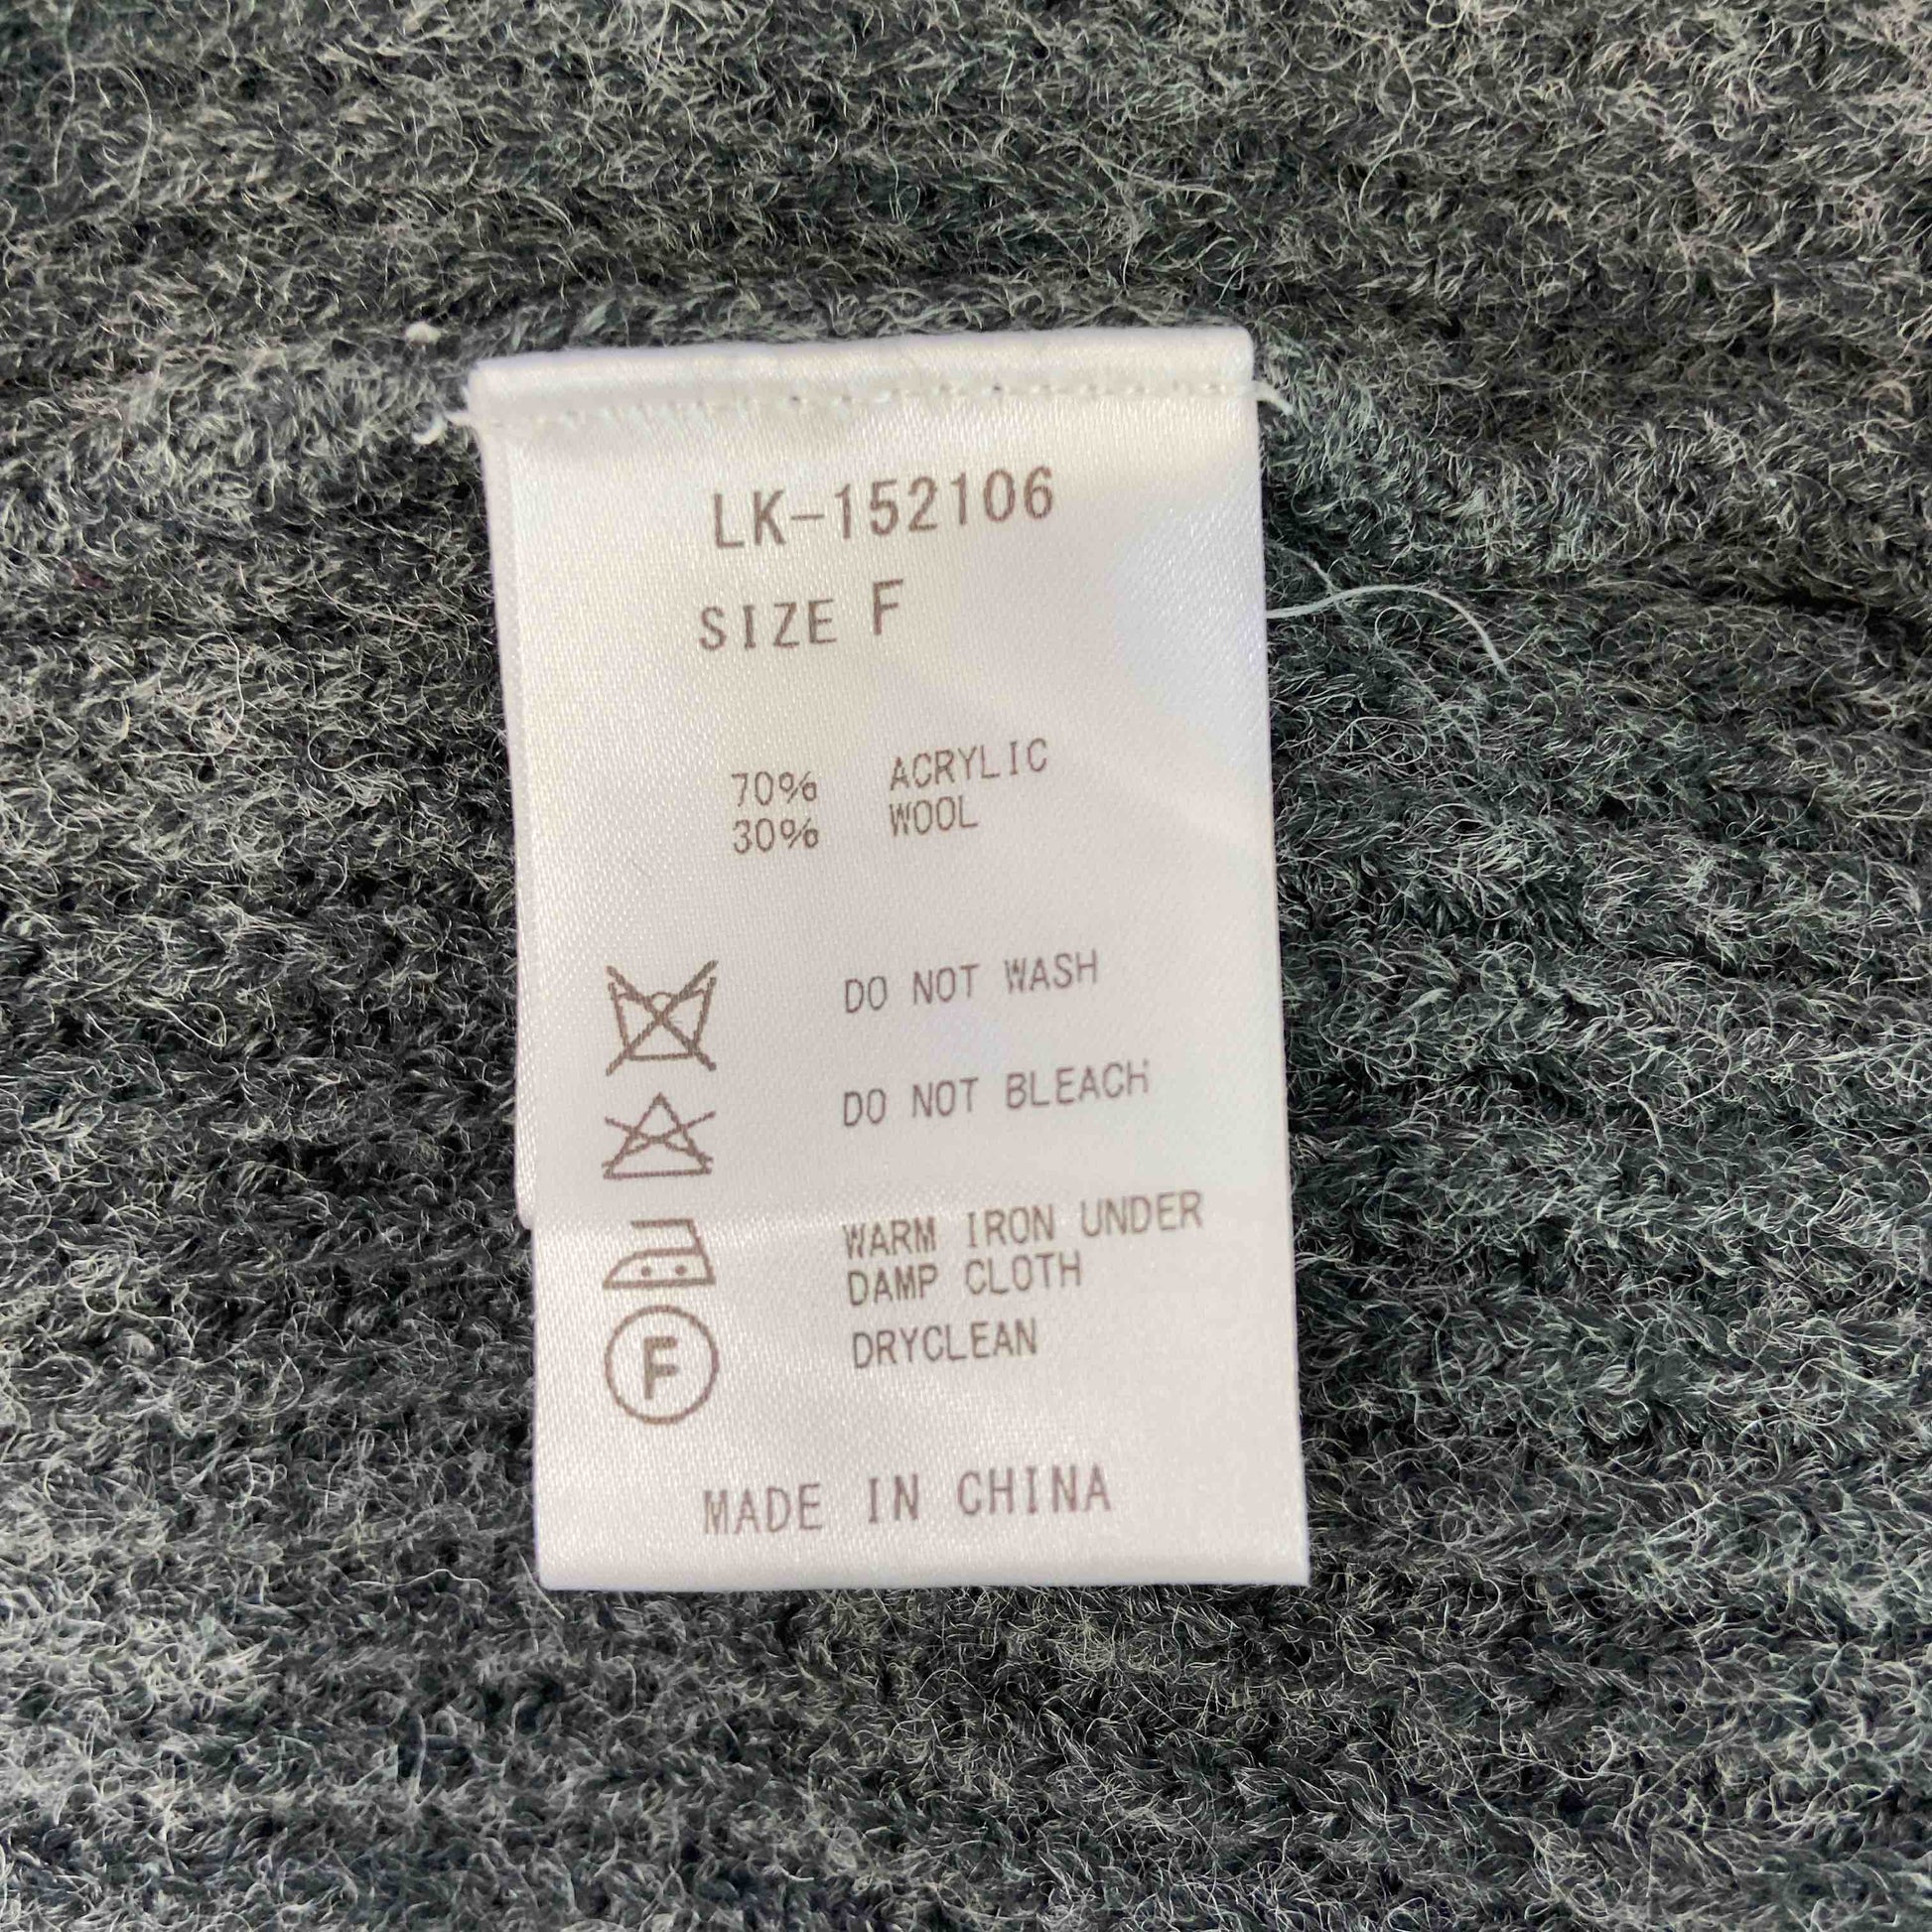 LK-152106
SIZE F
70% ACRYLIC
30% WOOL
DO NOT WASH
DO NOT BLEACH
WARM IRON UNDER
DAMP CLOTH
F DRYCLEAN
MADE IN CHINA